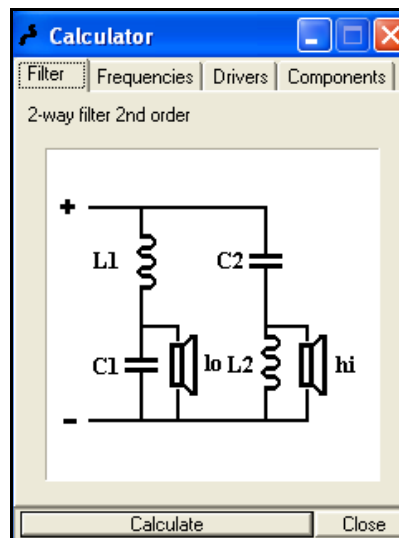 Calculator
Filter Frequencies Drivers Components
2-way filter 2nd order
+
L1 C2
C1 lo L2 hi
-
Calculate Close